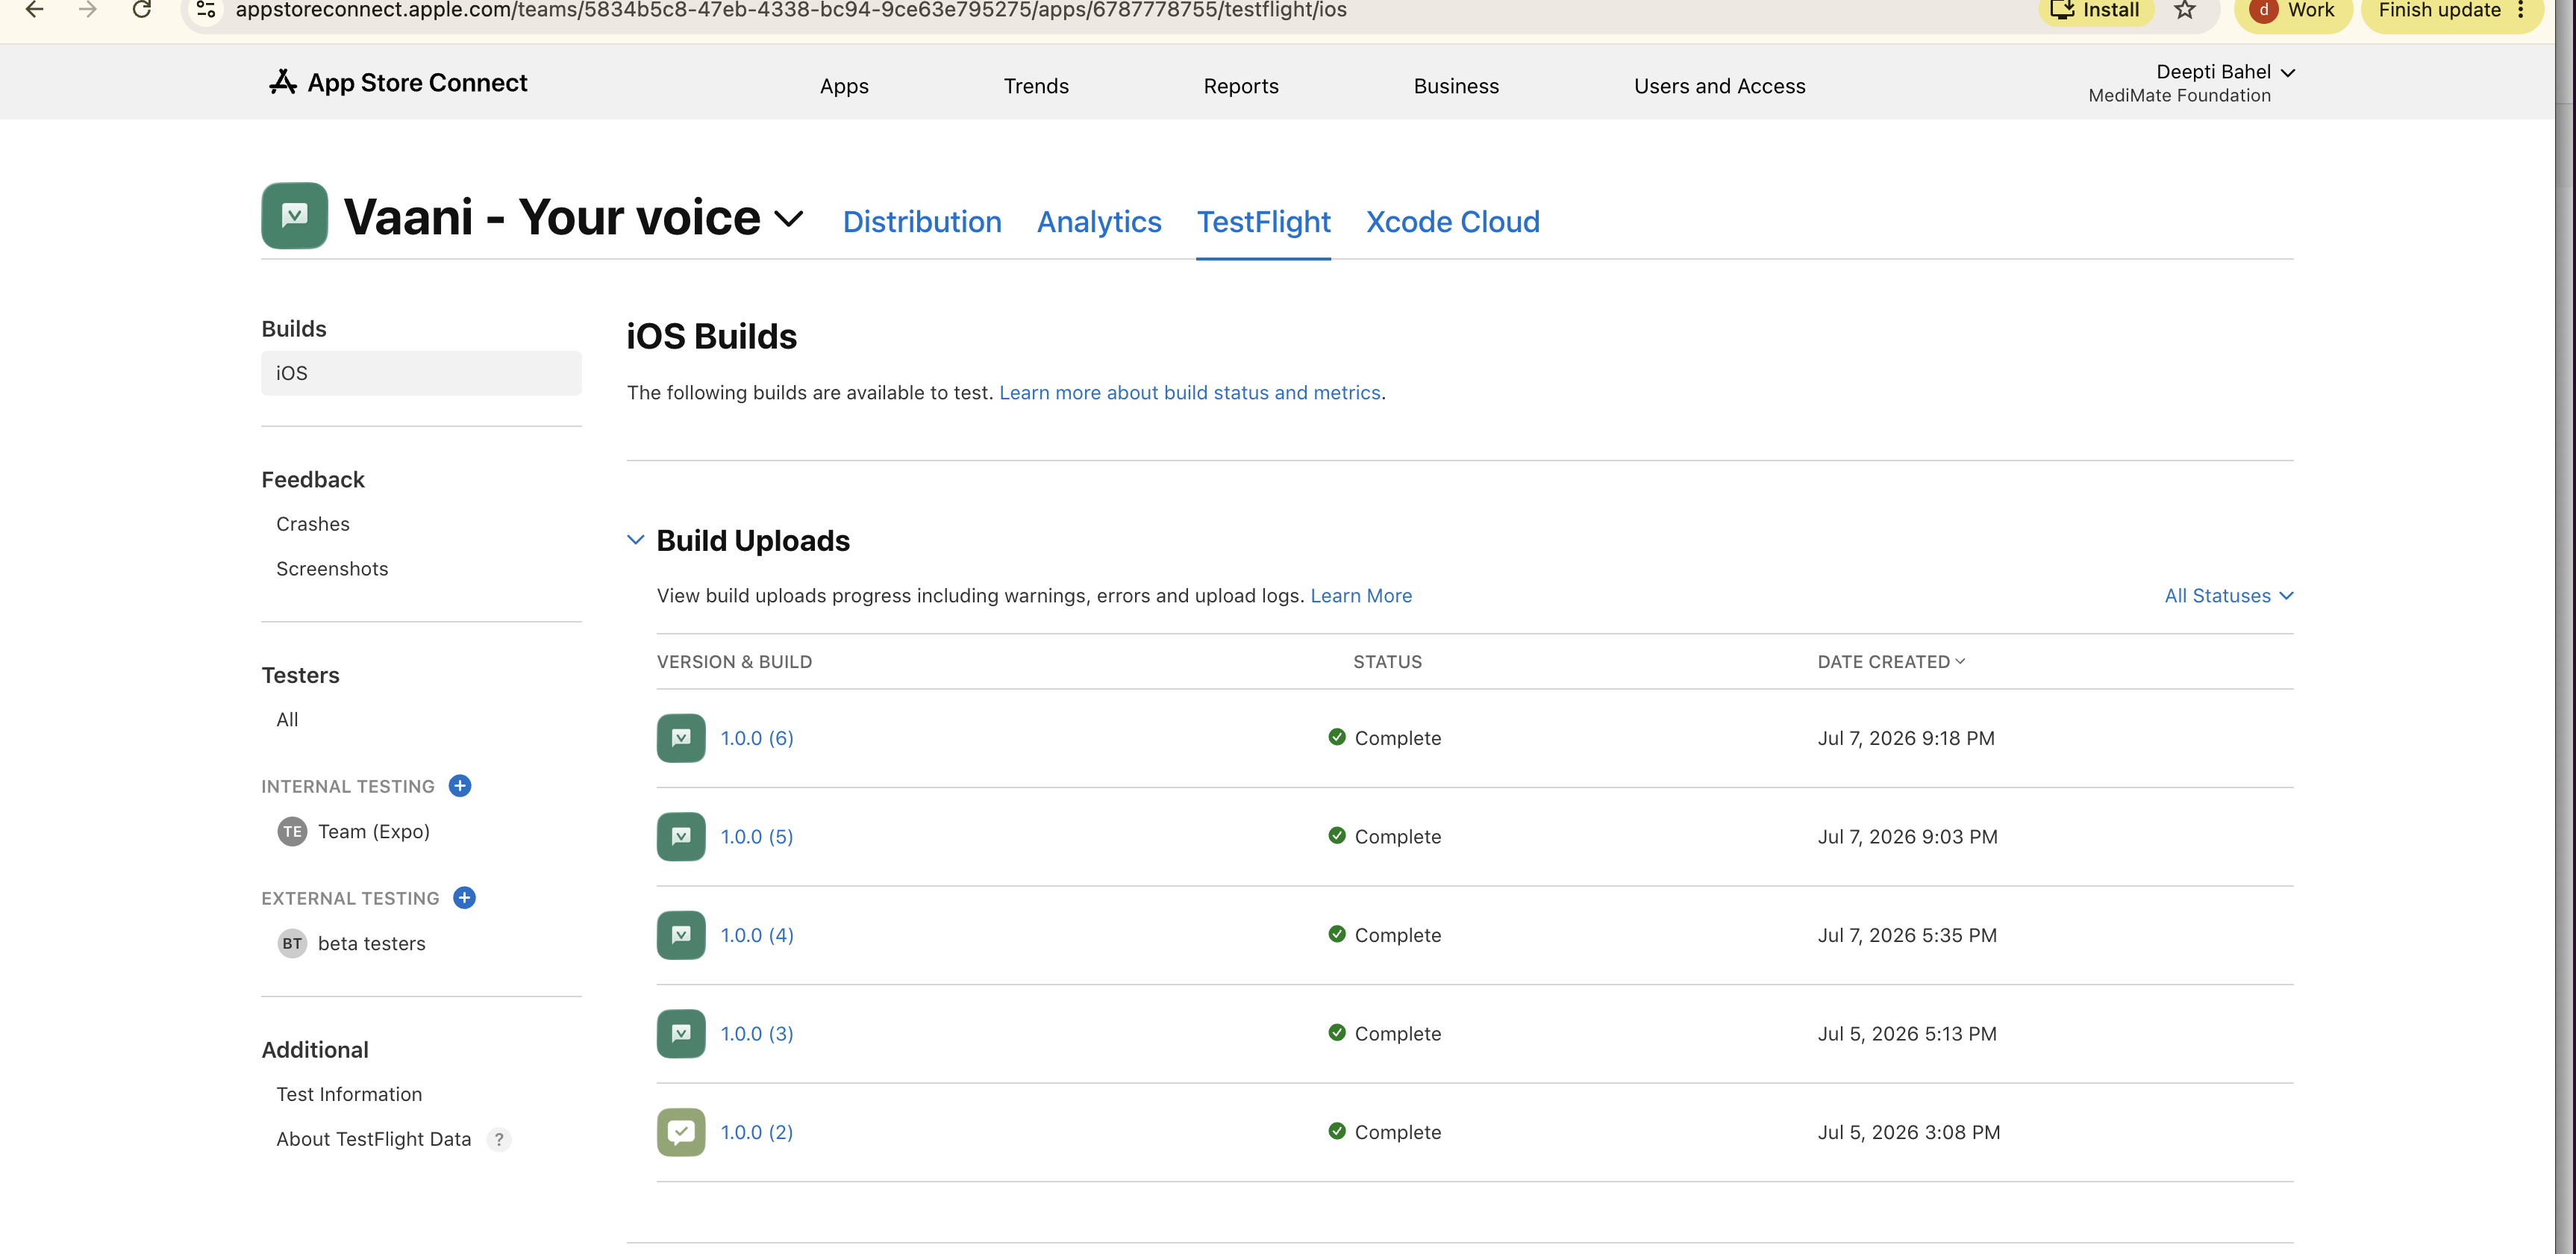 appstoreconnect.apple.com/teams/5834b5c8-47eb-4338-bc94-9ce63e795275/apps/6787778755/testflight/ios
Install
d Work
Finish update
App Store Connect
Apps
Trends
Reports
Business
Users and Access
Deepti Bahel
MediMate Foundation
Vaani - Your voice
Distribution
Analytics
TestFlight
Xcode Cloud
Builds
iOS
Feedback
Crashes
Screenshots
Testers
All
INTERNAL TESTING
TE Team (Expo)
EXTERNAL TESTING
BT beta testers
Additional
Test Information
About TestFlight Data ?
iOS Builds
The following builds are available to test. Learn more about build status and metrics.
Build Uploads
View build uploads progress including warnings, errors and upload logs. Learn More
All Statuses
VERSION & BUILD STATUS DATE CREATED
1.0.0 (6) Complete Jul 7, 2026 9:18 PM
1.0.0 (5) Complete Jul 7, 2026 9:03 PM
1.0.0 (4) Complete Jul 7, 2026 5:35 PM
1.0.0 (3) Complete Jul 5, 2026 5:13 PM
1.0.0 (2) Complete Jul 5, 2026 3:08 PM